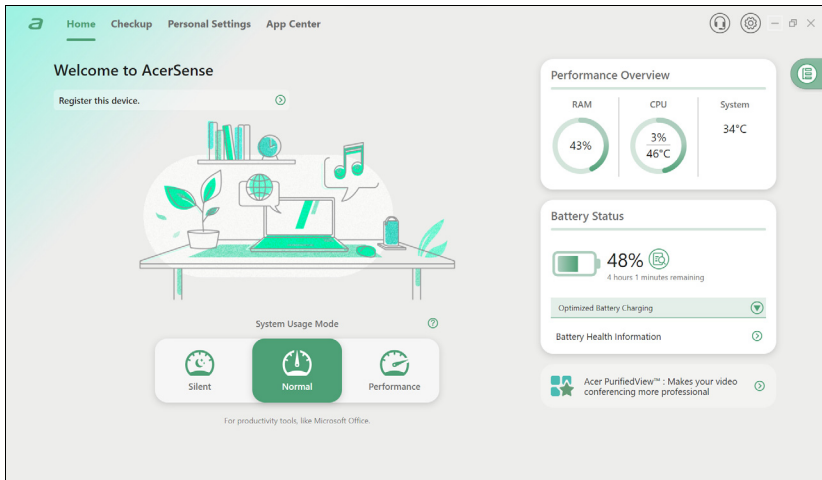 a Home Checkup Personal Settings App Center
Welcome to AcerSense
Register this device.
System Usage Mode
Silent Normal Performance
For productivity tools, like Microsoft Office.
Performance Overview
RAM CPU System
43% 3% 34°C
46°C
Battery Status
48%
4 hours 1 minutes remaining
Optimized Battery Charging
Battery Health Information
Acer PurifiedView™ : Makes your video
conferencing more professional